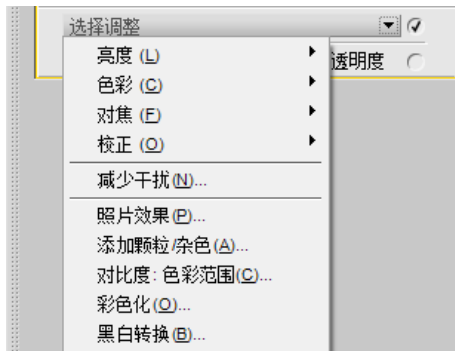 选择调整
亮度 (L)
透明度
色彩 (C)
对焦 (F)
校正 (O)
减少干扰(N)...
照片效果(P)...
添加颗粒/杂色(A)...
对比度: 色彩范围(C)...
彩色化(O)...
黑白转换(B)...